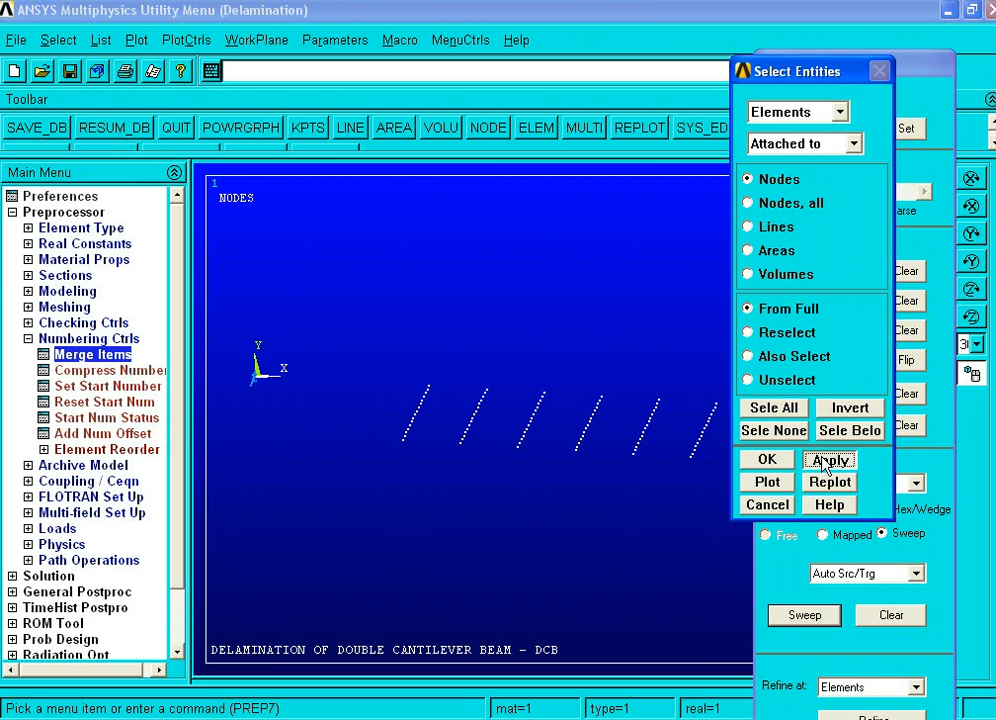 ANSYS Multiphysics Utility Menu (Delamination)
File Select List Plot PlotCtrls WorkPlane Parameters Macro MenuCtrls Help
Toolbar
SAVE_DB RESUM_DB QUIT POWRGRPH KPTS LINE AREA VOLU NODE ELEM MULTI REPLOT SYS_ED
Main Menu
Preferences
Preprocessor
Element Type
Real Constants
Material Props
Sections
Modeling
Meshing
Checking Ctrls
Numbering Ctrls
Merge Items
Compress Number
Set Start Number
Reset Start Num
Start Num Status
Add Num Offset
Element Reorder
Archive Model
Coupling / Ceqn
FLOTRAN Set Up
Multi-field Set Up
Loads
Physics
Path Operations
Solution
General Postproc
TimeHist Postpro
ROM Tool
Prob Design
Radiation Opt
1
NODES
Y
X
DELAMINATION OF DOUBLE CANTILEVER BEAM - DCB
Select Entities
Elements
Attached to
Nodes
Nodes, all
Lines
Areas
Volumes
From Full
Reselect
Also Select
Unselect
Sele All Invert
Sele None Sele Belo
OK Apply
Plot Replot
Cancel Help
Set
arse
Clear
Clear
Clear
Flip
Clear
Clear
Hex/Wedge
Free Mapped Sweep
Auto Src/Trg
Sweep Clear
Refine at: Elements
Refine
Pick a menu item or enter a command (PREP7) mat=1 type=1 real=1